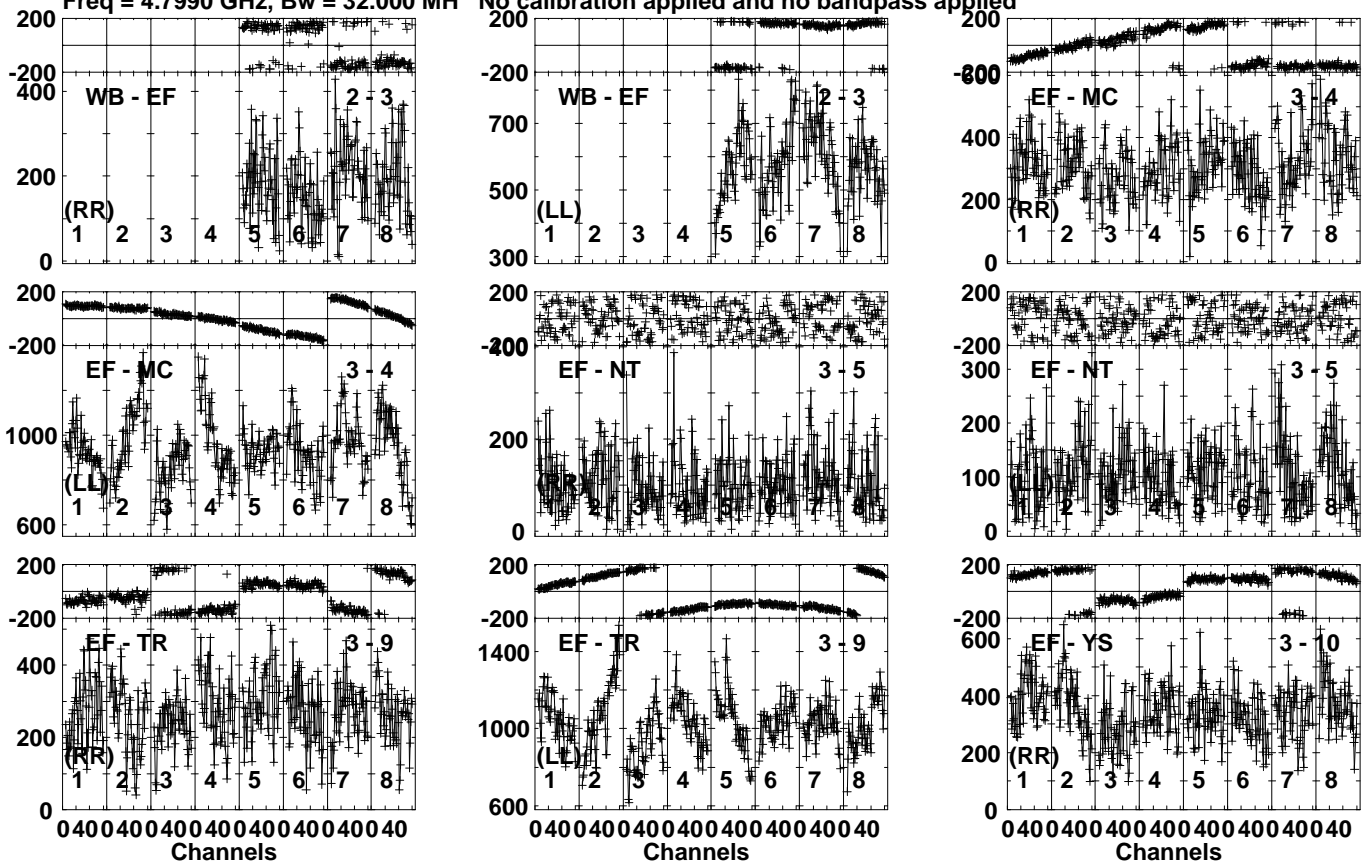 Freq = 4.7990 GHz, Bw = 32.000 MH No calibration applied and no bandpass applied
200
-200
400
200
0
WB - EF 2 - 3
(RR)
1 2 3 4 5 6 7 8
200
-200
700
500
300
WB - EF 2 - 3
(LL)
1 2 3 4 5 6 7 8
200
-200
600
400
200
0
EF - MC 3 - 4
(RR)
1 2 3 4 5 6 7 8
200
-200
1000
600
EF - MC 3 - 4
(LL)
1 2 3 4 5 6 7 8
200
-200
400
200
0
EF - NT 3 - 5
(RR)
1 2 3 4 5 6 7 8
200
-200
300
200
100
0
EF - NT 3 - 5
(LL)
1 2 3 4 5 6 7 8
200
-200
400
200
0
EF - TR 3 - 9
(RR)
1 2 3 4 5 6 7 8
0 40 0 40 0 40 0 40 0 40 0 40 0 40 0 40
Channels
200
-200
1400
1000
600
EF - TR 3 - 9
(LL)
1 2 3 4 5 6 7 8
0 40 0 40 0 40 0 40 0 40 0 40 0 40 0 40
Channels
200
-200
600
400
200
0
EF - YS 3 - 10
(RR)
1 2 3 4 5 6 7 8
0 40 0 40 0 40 0 40 0 40 0 40 0 40 0 40
Channels